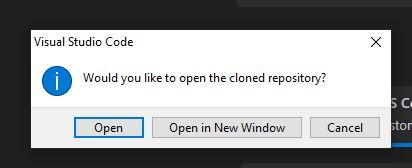 Visual Studio Code
Would you like to open the cloned repository?
Open
Open in New Window
Cancel